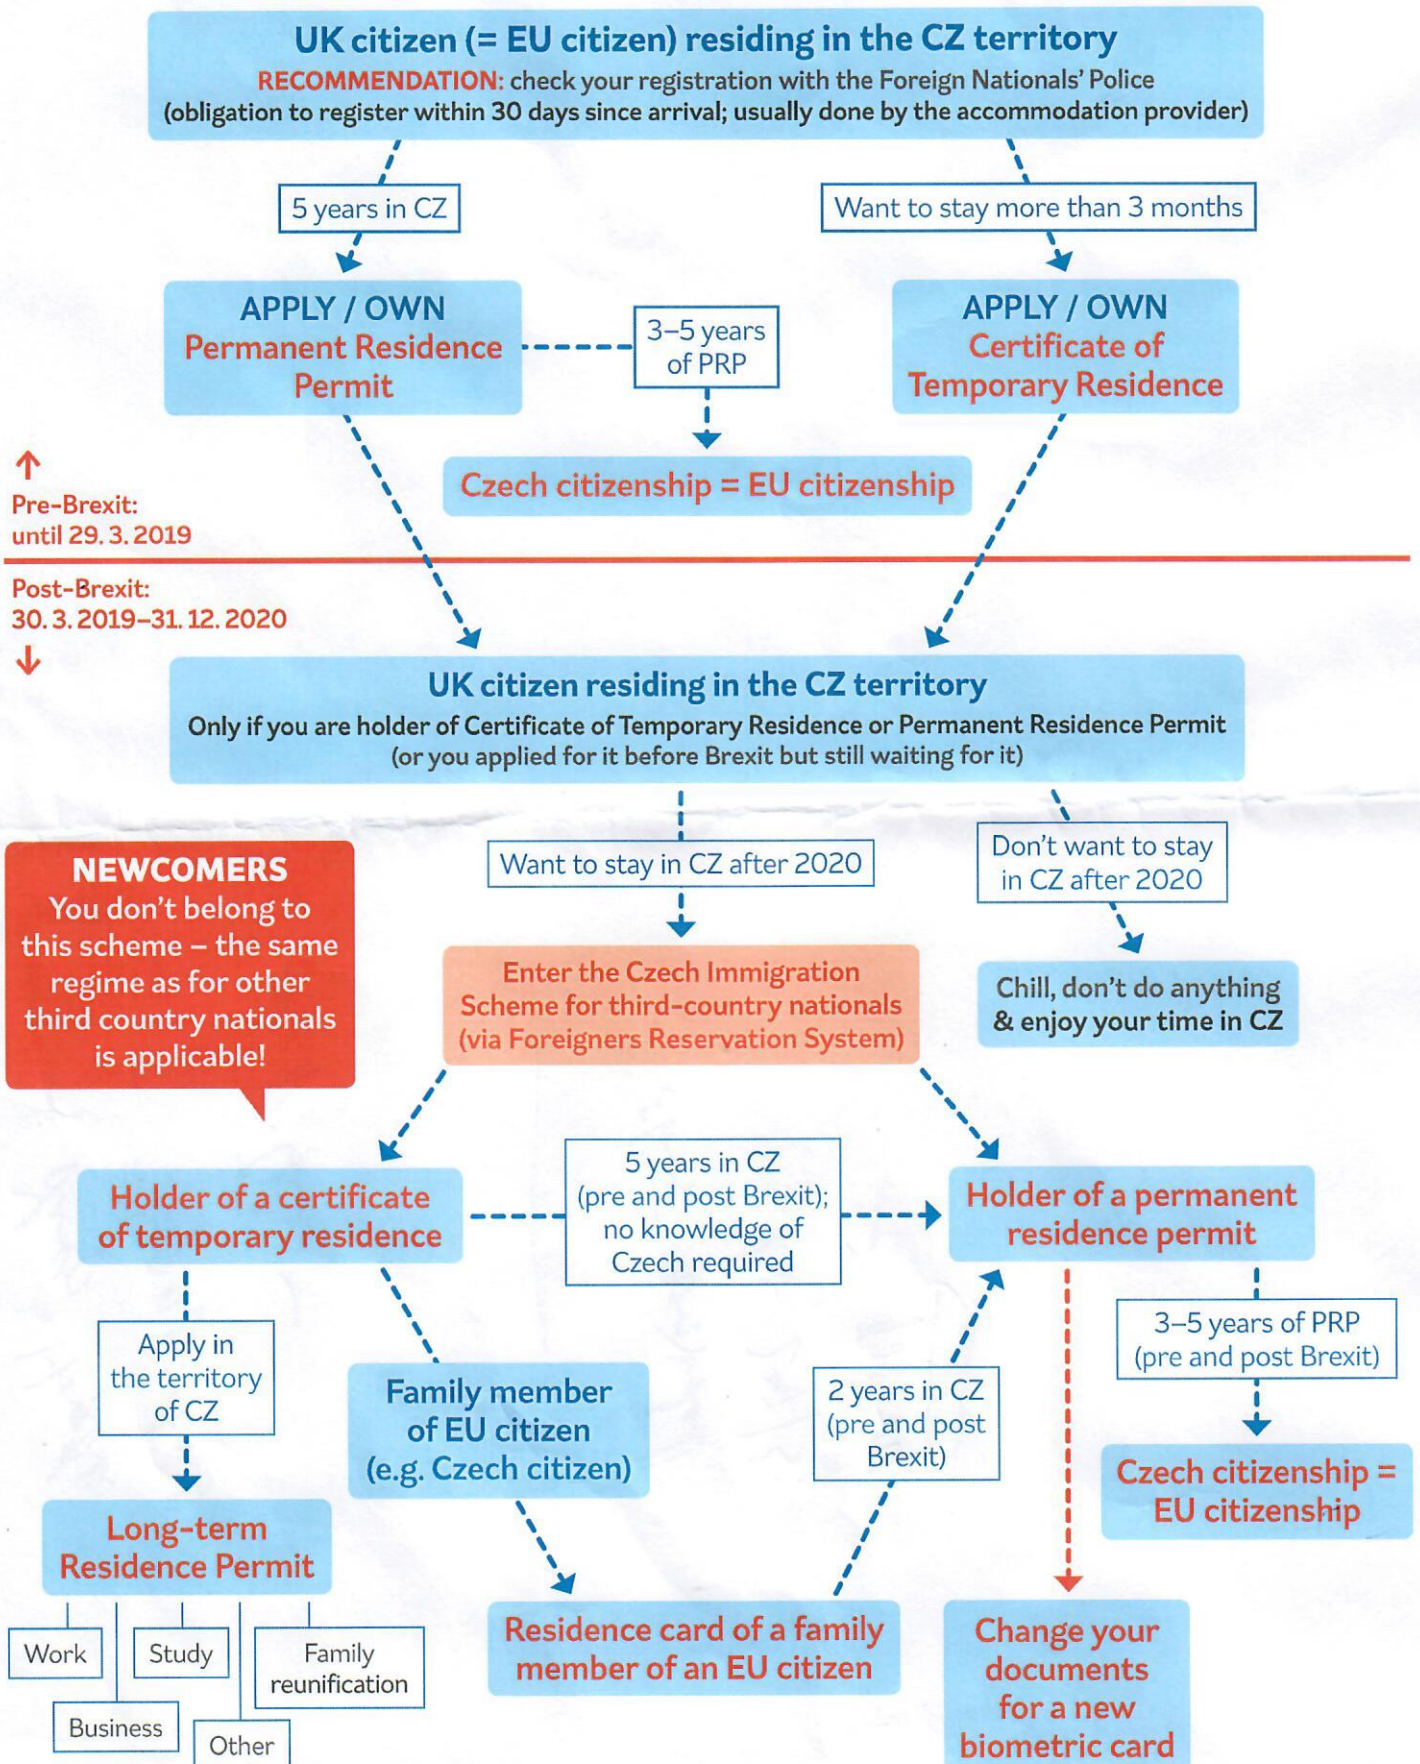 UK citizen (= EU citizen) residing in the CZ territory
RECOMMENDATION: check your registration with the Foreign Nationals' Police
(obligation to register within 30 days since arrival; usually done by the accommodation provider)
5 years in CZ
Want to stay more than 3 months
APPLY / OWN
Permanent Residence
Permit
3–5 years
of PRP
APPLY / OWN
Certificate of
Temporary Residence
Czech citizenship = EU citizenship
Pre-Brexit:
until 29. 3. 2019
Post-Brexit:
30. 3. 2019–31. 12. 2020
UK citizen residing in the CZ territory
Only if you are holder of Certificate of Temporary Residence or Permanent Residence Permit
(or you applied for it before Brexit but still waiting for it)
Want to stay in CZ after 2020
Don't want to stay
in CZ after 2020
NEWCOMERS
You don't belong to
this scheme – the same
regime as for other
third country nationals
is applicable!
Enter the Czech Immigration
Scheme for third-country nationals
(via Foreigners Reservation System)
Chill, don't do anything
& enjoy your time in CZ
Holder of a certificate
of temporary residence
5 years in CZ
(pre and post Brexit);
no knowledge of
Czech required
Holder of a permanent
residence permit
Apply in
the territory
of CZ
Family member
of EU citizen
(e.g. Czech citizen)
2 years in CZ
(pre and post
Brexit)
3–5 years of PRP
(pre and post Brexit)
Czech citizenship =
EU citizenship
Long-term
Residence Permit
Work
Study
Family
reunification
Business
Other
Residence card of a family
member of an EU citizen
Change your
documents
for a new
biometric card